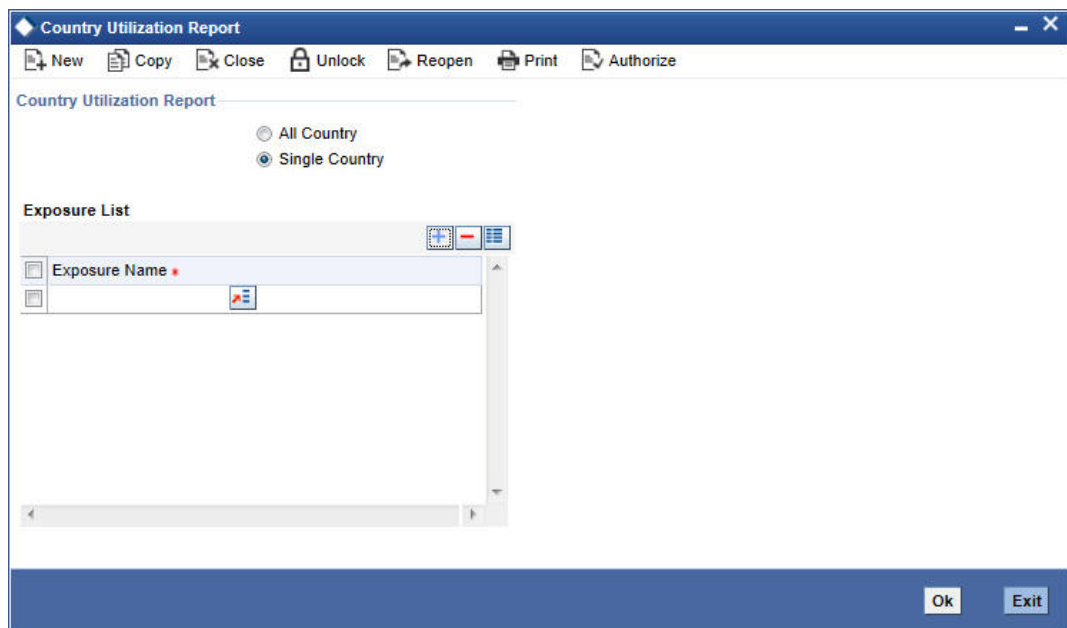 Country Utilization Report
New Copy Close Unlock Reopen Print Authorize
Country Utilization Report
All Country
Single Country
Exposure List
Exposure Name *
Ok Exit